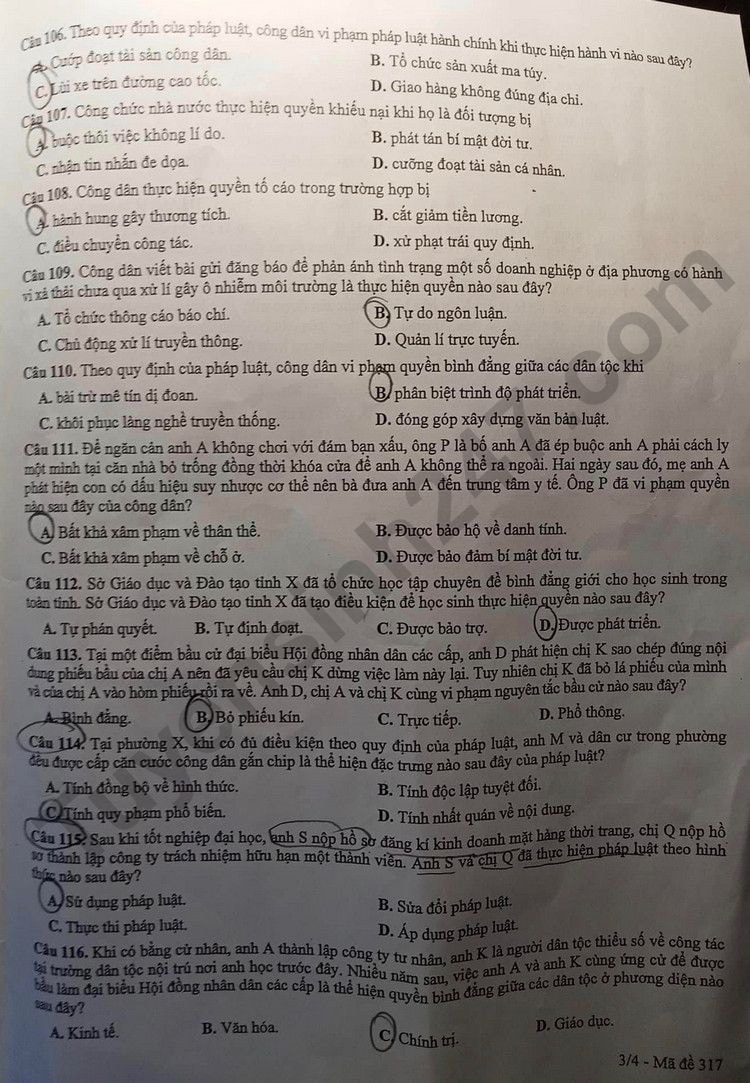 Câu 106. Theo quy định của pháp luật, công dân vi phạm pháp luật hành chính khi thực hiện hành vi nào sau đây?
A. Cướp đoạt tài sản công dân. B. Tổ chức sản xuất ma túy.
C. Lùi xe trên đường cao tốc. D. Giao hàng không đúng địa chỉ.
Câu 107. Công chức nhà nước thực hiện quyền khiếu nại khi họ là đối tượng bị
A. buộc thôi việc không lí do. B. phát tán bí mật đời tư.
C. nhận tin nhắn đe dọa. D. cưỡng đoạt tài sản cá nhân.
Câu 108. Công dân thực hiện quyền tố cáo trong trường hợp bị
A. hành hung gây thương tích. B. cắt giảm tiền lương.
C. điều chuyển công tác. D. xử phạt trái quy định.
Câu 109. Công dân viết bài gửi đăng báo để phản ánh tình trạng một số doanh nghiệp ở địa phương có hành
vi xả thải chưa qua xử lí gây ô nhiễm môi trường là thực hiện quyền nào sau đây?
A. Tổ chức thông cáo báo chí. B. Tự do ngôn luận.
C. Chủ động xử lí truyền thông. D. Quản lí trực tuyến.
Câu 110. Theo quy định của pháp luật, công dân vi phạm quyền bình đẳng giữa các dân tộc khi
A. bài trừ mê tín dị đoan. B. phân biệt trình độ phát triển.
C. khôi phục làng nghề truyền thống. D. đóng góp xây dựng văn bản luật.
Câu 111. Để ngăn cản anh A không chơi với đám bạn xấu, ông P là bố anh A đã ép buộc anh A phải cách ly
một mình tại căn nhà bỏ trống đồng thời khóa cửa để anh A không thể ra ngoài. Hai ngày sau đó, mẹ anh A
phát hiện con có dấu hiệu suy nhược cơ thể nên bà đưa anh A đến trung tâm y tế. Ông P đã vi phạm quyền
nào sau đây của công dân?
A. Bất khả xâm phạm về thân thể. B. Được bảo hộ về danh tính.
C. Bất khả xâm phạm về chỗ ở. D. Được bảo đảm bí mật đời tư.
Câu 112. Sở Giáo dục và Đào tạo tỉnh X đã tổ chức học tập chuyên đề bình đẳng giới cho học sinh trong
toàn tỉnh. Sở Giáo dục và Đào tạo tỉnh X đã tạo điều kiện để học sinh thực hiện quyền nào sau đây?
A. Tự phán quyết. B. Tự định đoạt. C. Được bảo trợ. D. Được phát triển.
Câu 113. Tại một điểm bầu cử đại biểu Hội đồng nhân dân các cấp, anh D phát hiện chị K sao chép đúng nội
dung phiếu bầu của chị A nên đã yêu cầu chị K dừng việc làm này lại. Tuy nhiên chị K đã bỏ lá phiếu của mình
và của chị A vào hòm phiếu rồi ra về. Anh D, chị A và chị K cùng vi phạm nguyên tắc bầu cử nào sau đây?
A. Bình đẳng. B. Bỏ phiếu kín. C. Trực tiếp. D. Phổ thông.
Câu 114. Tại phường X, khi có đủ điều kiện theo quy định của pháp luật, anh M và dân cư trong phường
đều được cấp căn cước công dân gắn chip là thể hiện đặc trưng nào sau đây của pháp luật?
A. Tính đồng bộ về hình thức. B. Tính độc lập tuyệt đối.
C. Tính quy phạm phổ biến. D. Tính nhất quán về nội dung.
Câu 115. Sau khi tốt nghiệp đại học, anh S nộp hồ sơ đăng kí kinh doanh mặt hàng thời trang, chị Q nộp hồ
sơ thành lập công ty trách nhiệm hữu hạn một thành viên. Anh S và chị Q đã thực hiện pháp luật theo hình
thức nào sau đây?
A. Sử dụng pháp luật. B. Sửa đổi pháp luật.
C. Thực thi pháp luật. D. Áp dụng pháp luật.
Câu 116. Khi có bằng cử nhân, anh A thành lập công ty tư nhân, anh K là người dân tộc thiểu số về công tác
tại trường dân tộc nội trú nơi anh học trước đây. Nhiều năm sau, việc anh A và anh K cùng ứng cử để được
bầu làm đại biểu Hội đồng nhân dân các cấp là thể hiện quyền bình đẳng giữa các dân tộc ở phương diện nào
sau đây?
A. Kinh tế. B. Văn hóa. C. Chính trị. D. Giáo dục.
3/4 - Mã đề 317